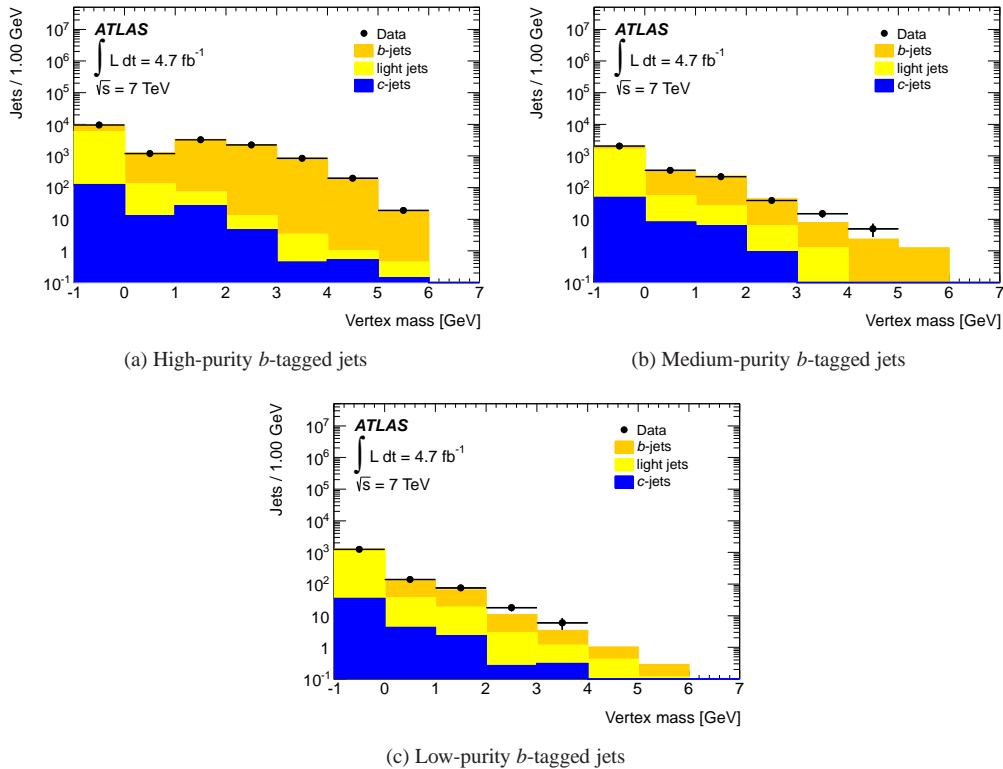 Jets / 1.00 GeV
10⁷
10⁶
10⁵
10⁴
10³
10²
10
1
10⁻¹
ATLAS
∫ L dt = 4.7 fb⁻¹
√s = 7 TeV
Data
b-jets
light jets
c-jets
-1 0 1 2 3 4 5 6 7
Vertex mass [GeV]
(a) High-purity b-tagged jets
Jets / 1.00 GeV
10⁷
10⁶
10⁵
10⁴
10³
10²
10
1
10⁻¹
ATLAS
∫ L dt = 4.7 fb⁻¹
√s = 7 TeV
Data
b-jets
light jets
c-jets
-1 0 1 2 3 4 5 6 7
Vertex mass [GeV]
(b) Medium-purity b-tagged jets
Jets / 1.00 GeV
10⁷
10⁶
10⁵
10⁴
10³
10²
10
1
10⁻¹
ATLAS
∫ L dt = 4.7 fb⁻¹
√s = 7 TeV
Data
b-jets
light jets
c-jets
-1 0 1 2 3 4 5 6 7
Vertex mass [GeV]
(c) Low-purity b-tagged jets